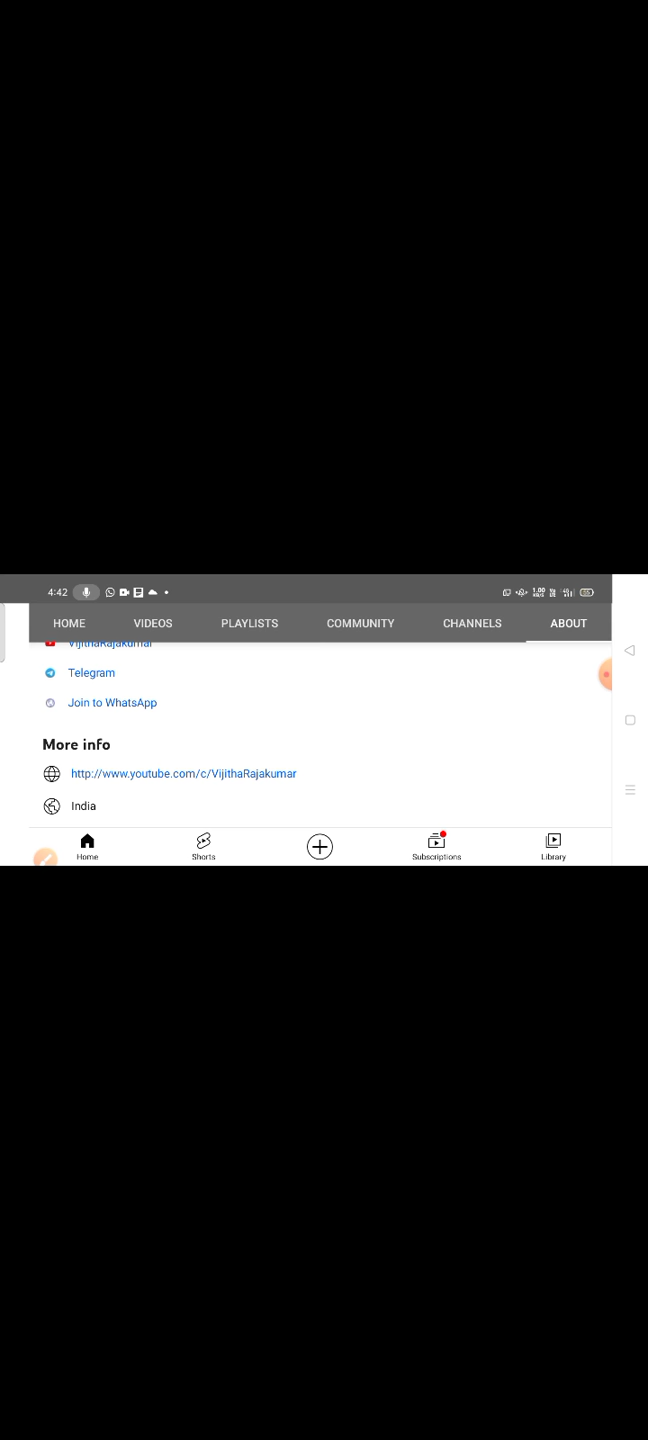 4:42
HOME VIDEOS PLAYLISTS COMMUNITY CHANNELS ABOUT
VijithaRajakumar
Telegram
Join to WhatsApp
More info
http://www.youtube.com/c/VijithaRajakumar
India
Home Shorts Subscriptions Library